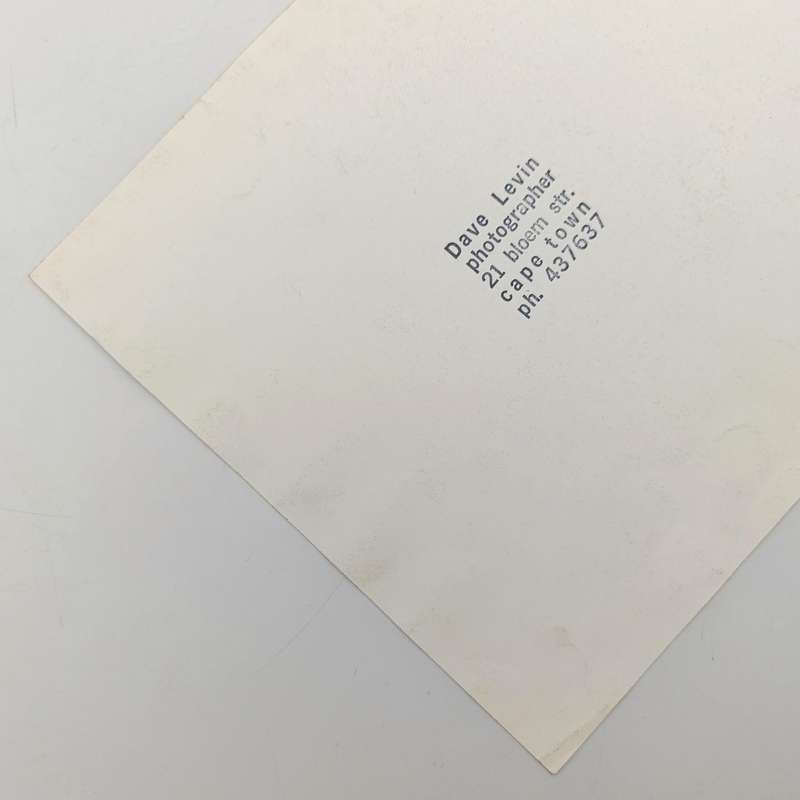 Dave Levin
photographer
21 bloem str.
cape town
ph. 437637